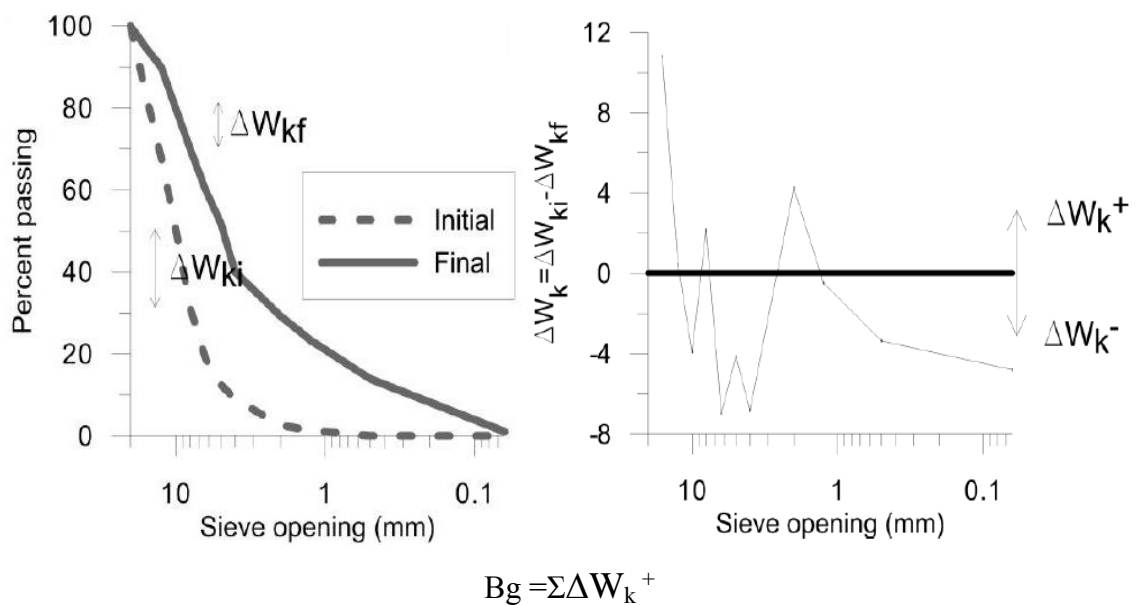 100
80
60
40
20
0
Percent passing
ΔWkf
ΔWki
Initial
Final
10 1 0.1
Sieve opening (mm)
12
8
4
0
-4
-8
ΔWk = ΔWki-ΔWkf
ΔWk+
ΔWk-
10 1 0.1
Sieve opening (mm)
Bg =ΣΔWk+